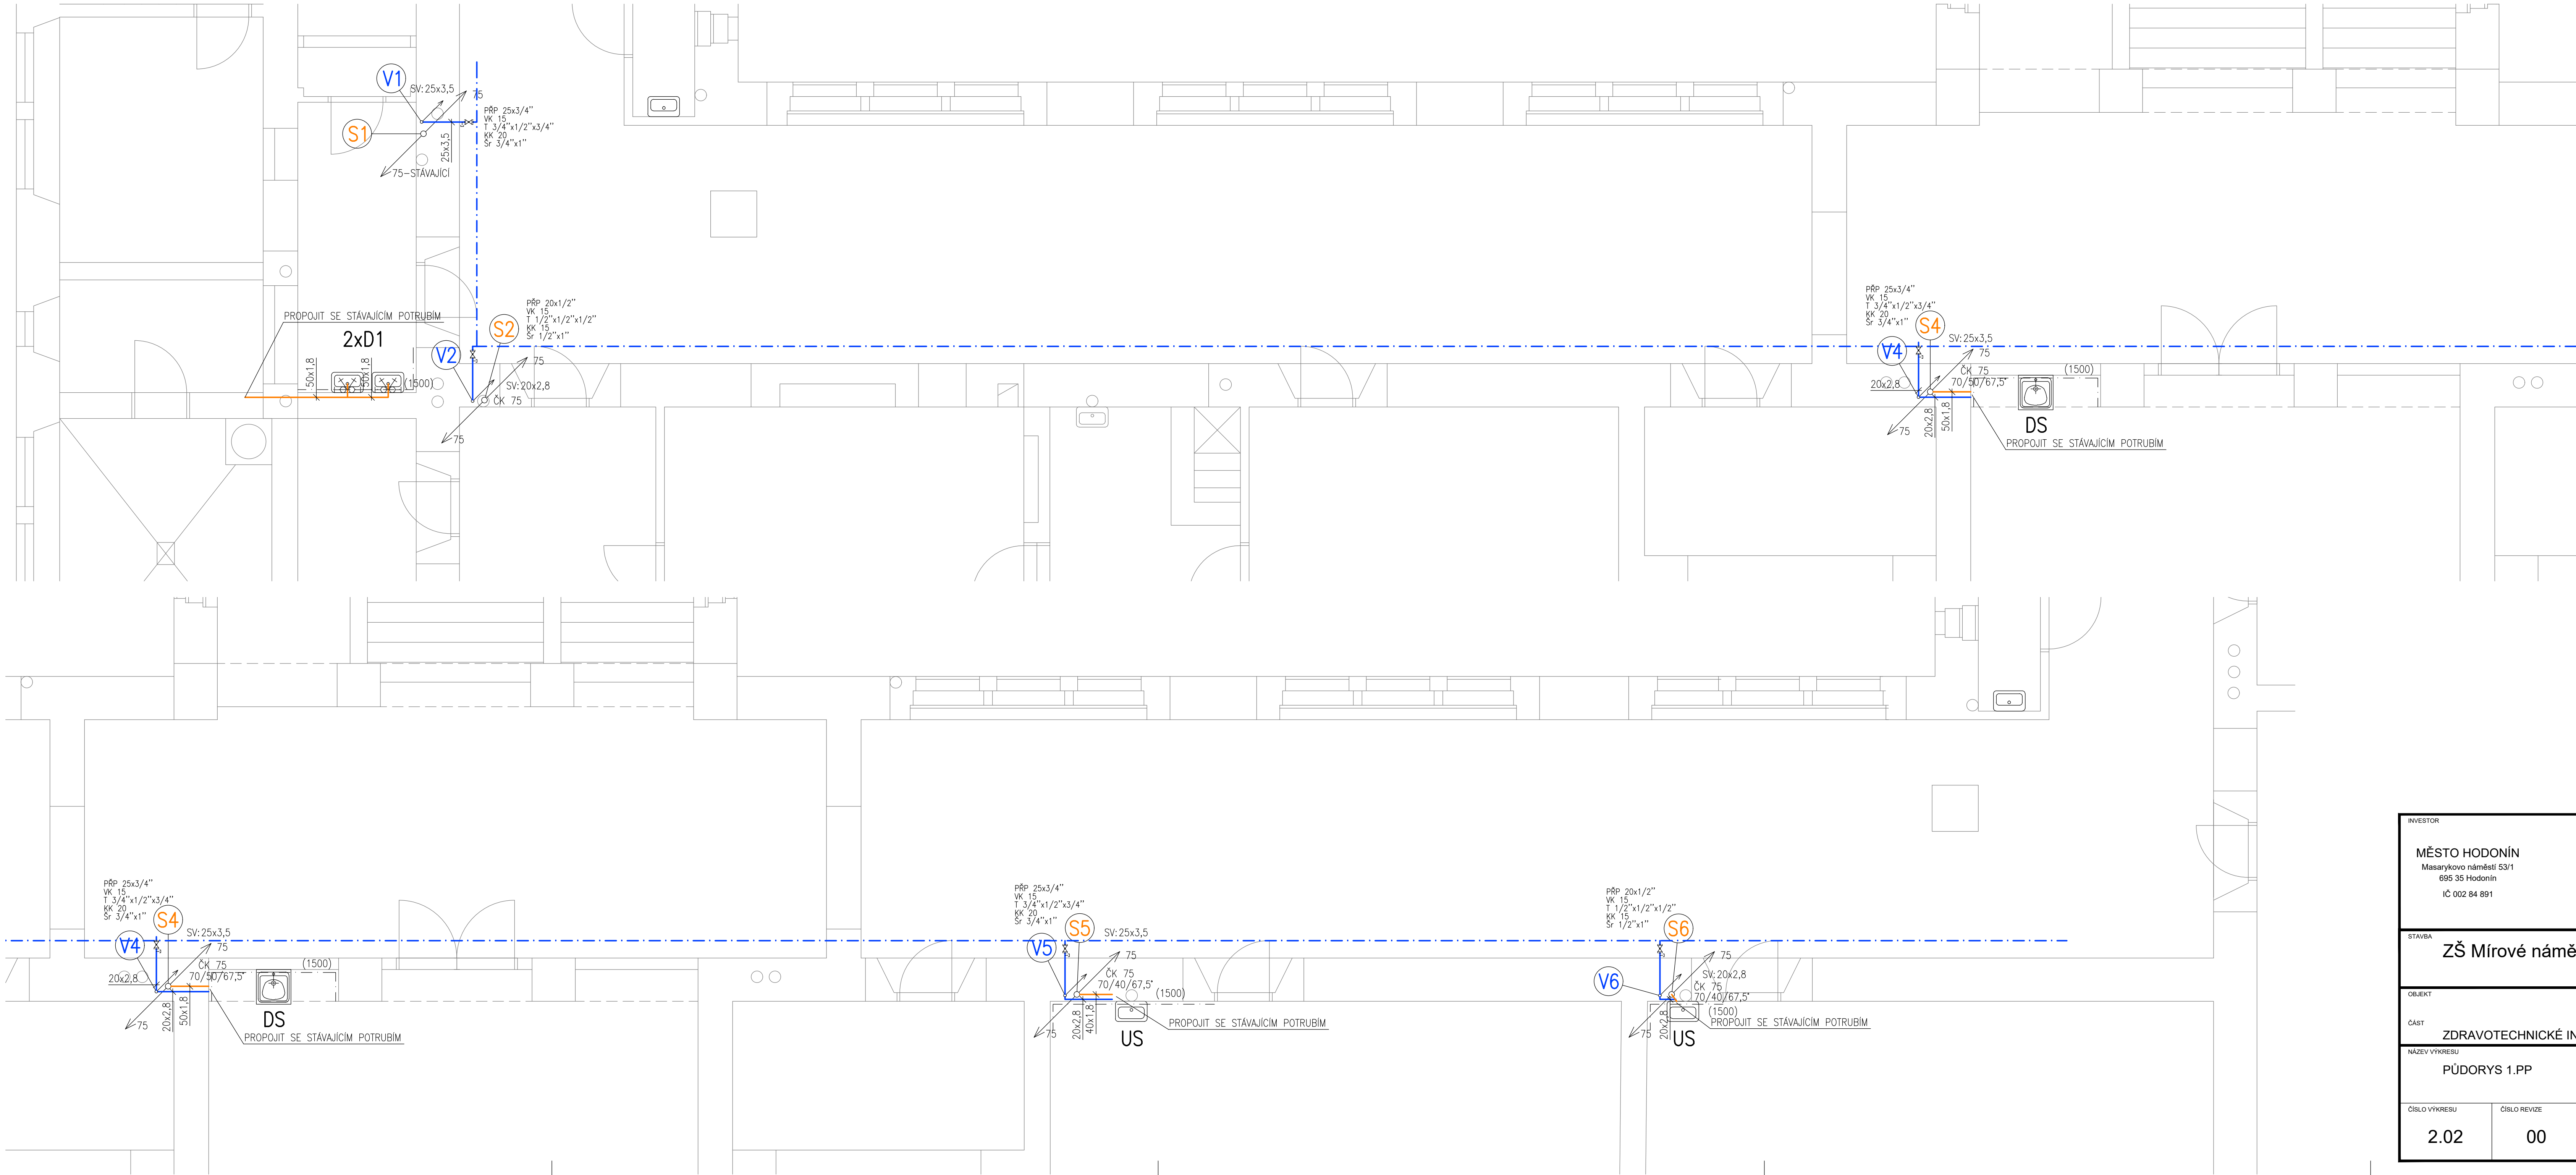 V1
SV:25x3,5
75
PŘP 25x3/4"
VK 15
T 3/4"x1/2"x3/4"
KK 20
Šr 3/4"x1"
S1
25x3,5
75-STÁVAJÍCÍ
PROPOJIT SE STÁVAJÍCÍM POTRUBÍM
2xD1
50x1,8
50x1,8
(1500)
PŘP 20x1/2"
VK 15
T 1/2"x1/2"x1/2"
KK 15
Šr 1/2"x1"
S2
V2
75
SV:20x2,8
ČK 75
75
PŘP 25x3/4"
VK 15
T 3/4"x1/2"x3/4"
KK 20
Šr 3/4"x1"
S4
SV:25x3,5
V4
75
ČK 75
(1500)
20x2,8
70/50/67,5°
20x2,8
50x1,8
75
DS
PROPOJIT SE STÁVAJÍCÍM POTRUBÍM
PŘP 25x3/4"
VK 15
T 3/4"x1/2"x3/4"
KK 20
Šr 3/4"x1"
S4
SV:25x3,5
V4
75
ČK 75
(1500)
20x2,8
70/50/67,5°
20x2,8
50x1,8
75
DS
PROPOJIT SE STÁVAJÍCÍM POTRUBÍM
PŘP 25x3/4"
VK 15
T 3/4"x1/2"x3/4"
KK 20
Šr 3/4"x1"
S5
SV:25x3,5
V5
75
ČK 75
70/40/67,5°
(1500)
20x2,8
40x1,8
75
US
PROPOJIT SE STÁVAJÍCÍM POTRUBÍM
PŘP 20x1/2"
VK 15
T 1/2"x1/2"x1/2"
KK 15
Šr 1/2"x1"
S6
75
V6
SV:20x2,8
ČK 75
70/40/67,5°
(1500)
20x2,8
75
US
PROPOJIT SE STÁVAJÍCÍM POTRUBÍM
INVESTOR
MĚSTO HODONÍN
Masarykovo náměstí 53/1
695 35 Hodonín
IČ 002 84 891
STAVBA
ZŠ Mírové námě
OBJEKT
ČÁST
ZDRAVOTECHNICKÉ IN
NÁZEV VÝKRESU
PŮDORYS 1.PP
ČÍSLO VÝKRESU
ČÍSLO REVIZE
2.02
00